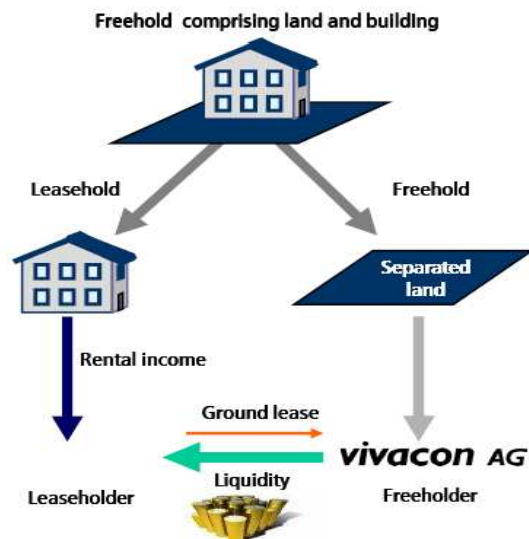 Freehold comprising land and building
Leasehold
Freehold
Separated
land
Rental income
Ground lease
vivacon AG
Liquidity
Leaseholder
Freeholder